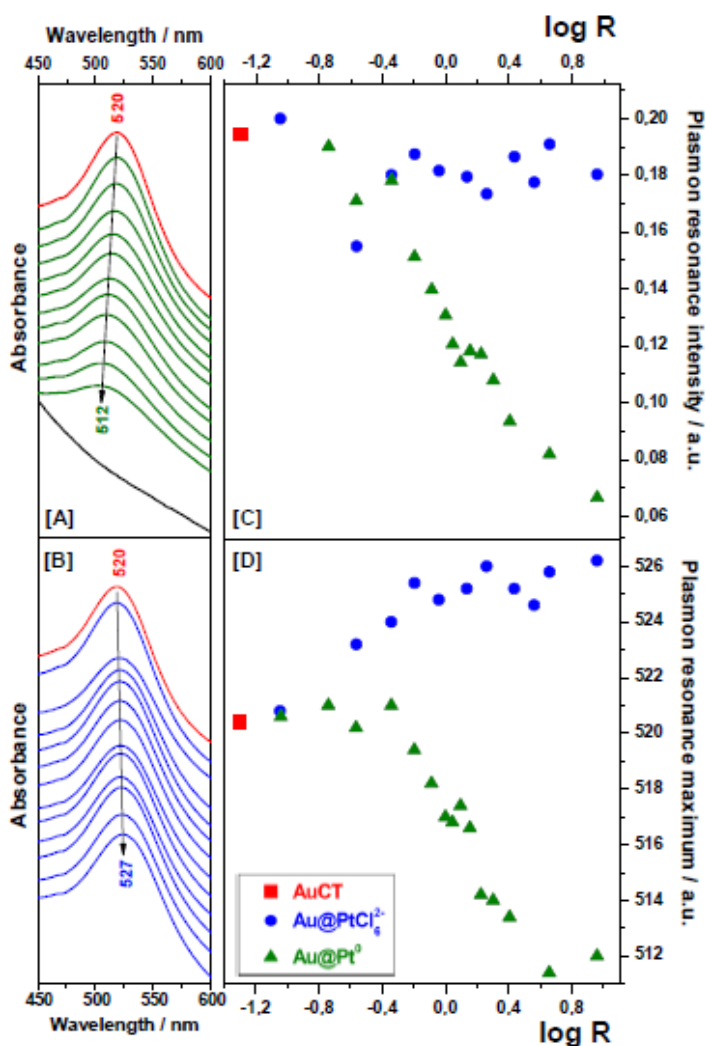 Wavelength / nm
450 500 550 600
520
Absorbance
512
[A]
log R
-1,2 -0,8 -0,4 0,0 0,4 0,8
0,20
0,18
0,16
0,14
0,12
0,10
0,08
0,06
Plasmon resonance intensity / a.u.
[C]
[B]
520
Absorbance
527
450 500 550 600
Wavelength / nm
[D]
526
524
522
520
518
516
514
512
Plasmon resonance maximum / a.u.
AuCT
Au@PtCl₆²⁻
Au@Pt⁰
-1,2 -0,8 -0,4 0,0 0,4 0,8
log R